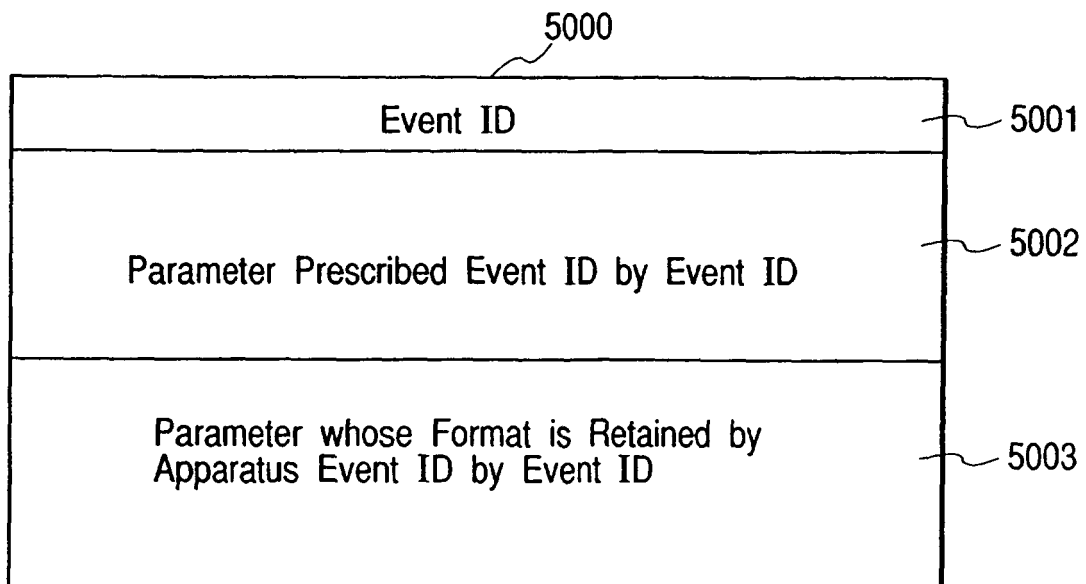 5000
Event ID
5001
Parameter Prescribed Event ID by Event ID
5002
Parameter whose Format is Retained by
Apparatus Event ID by Event ID
5003